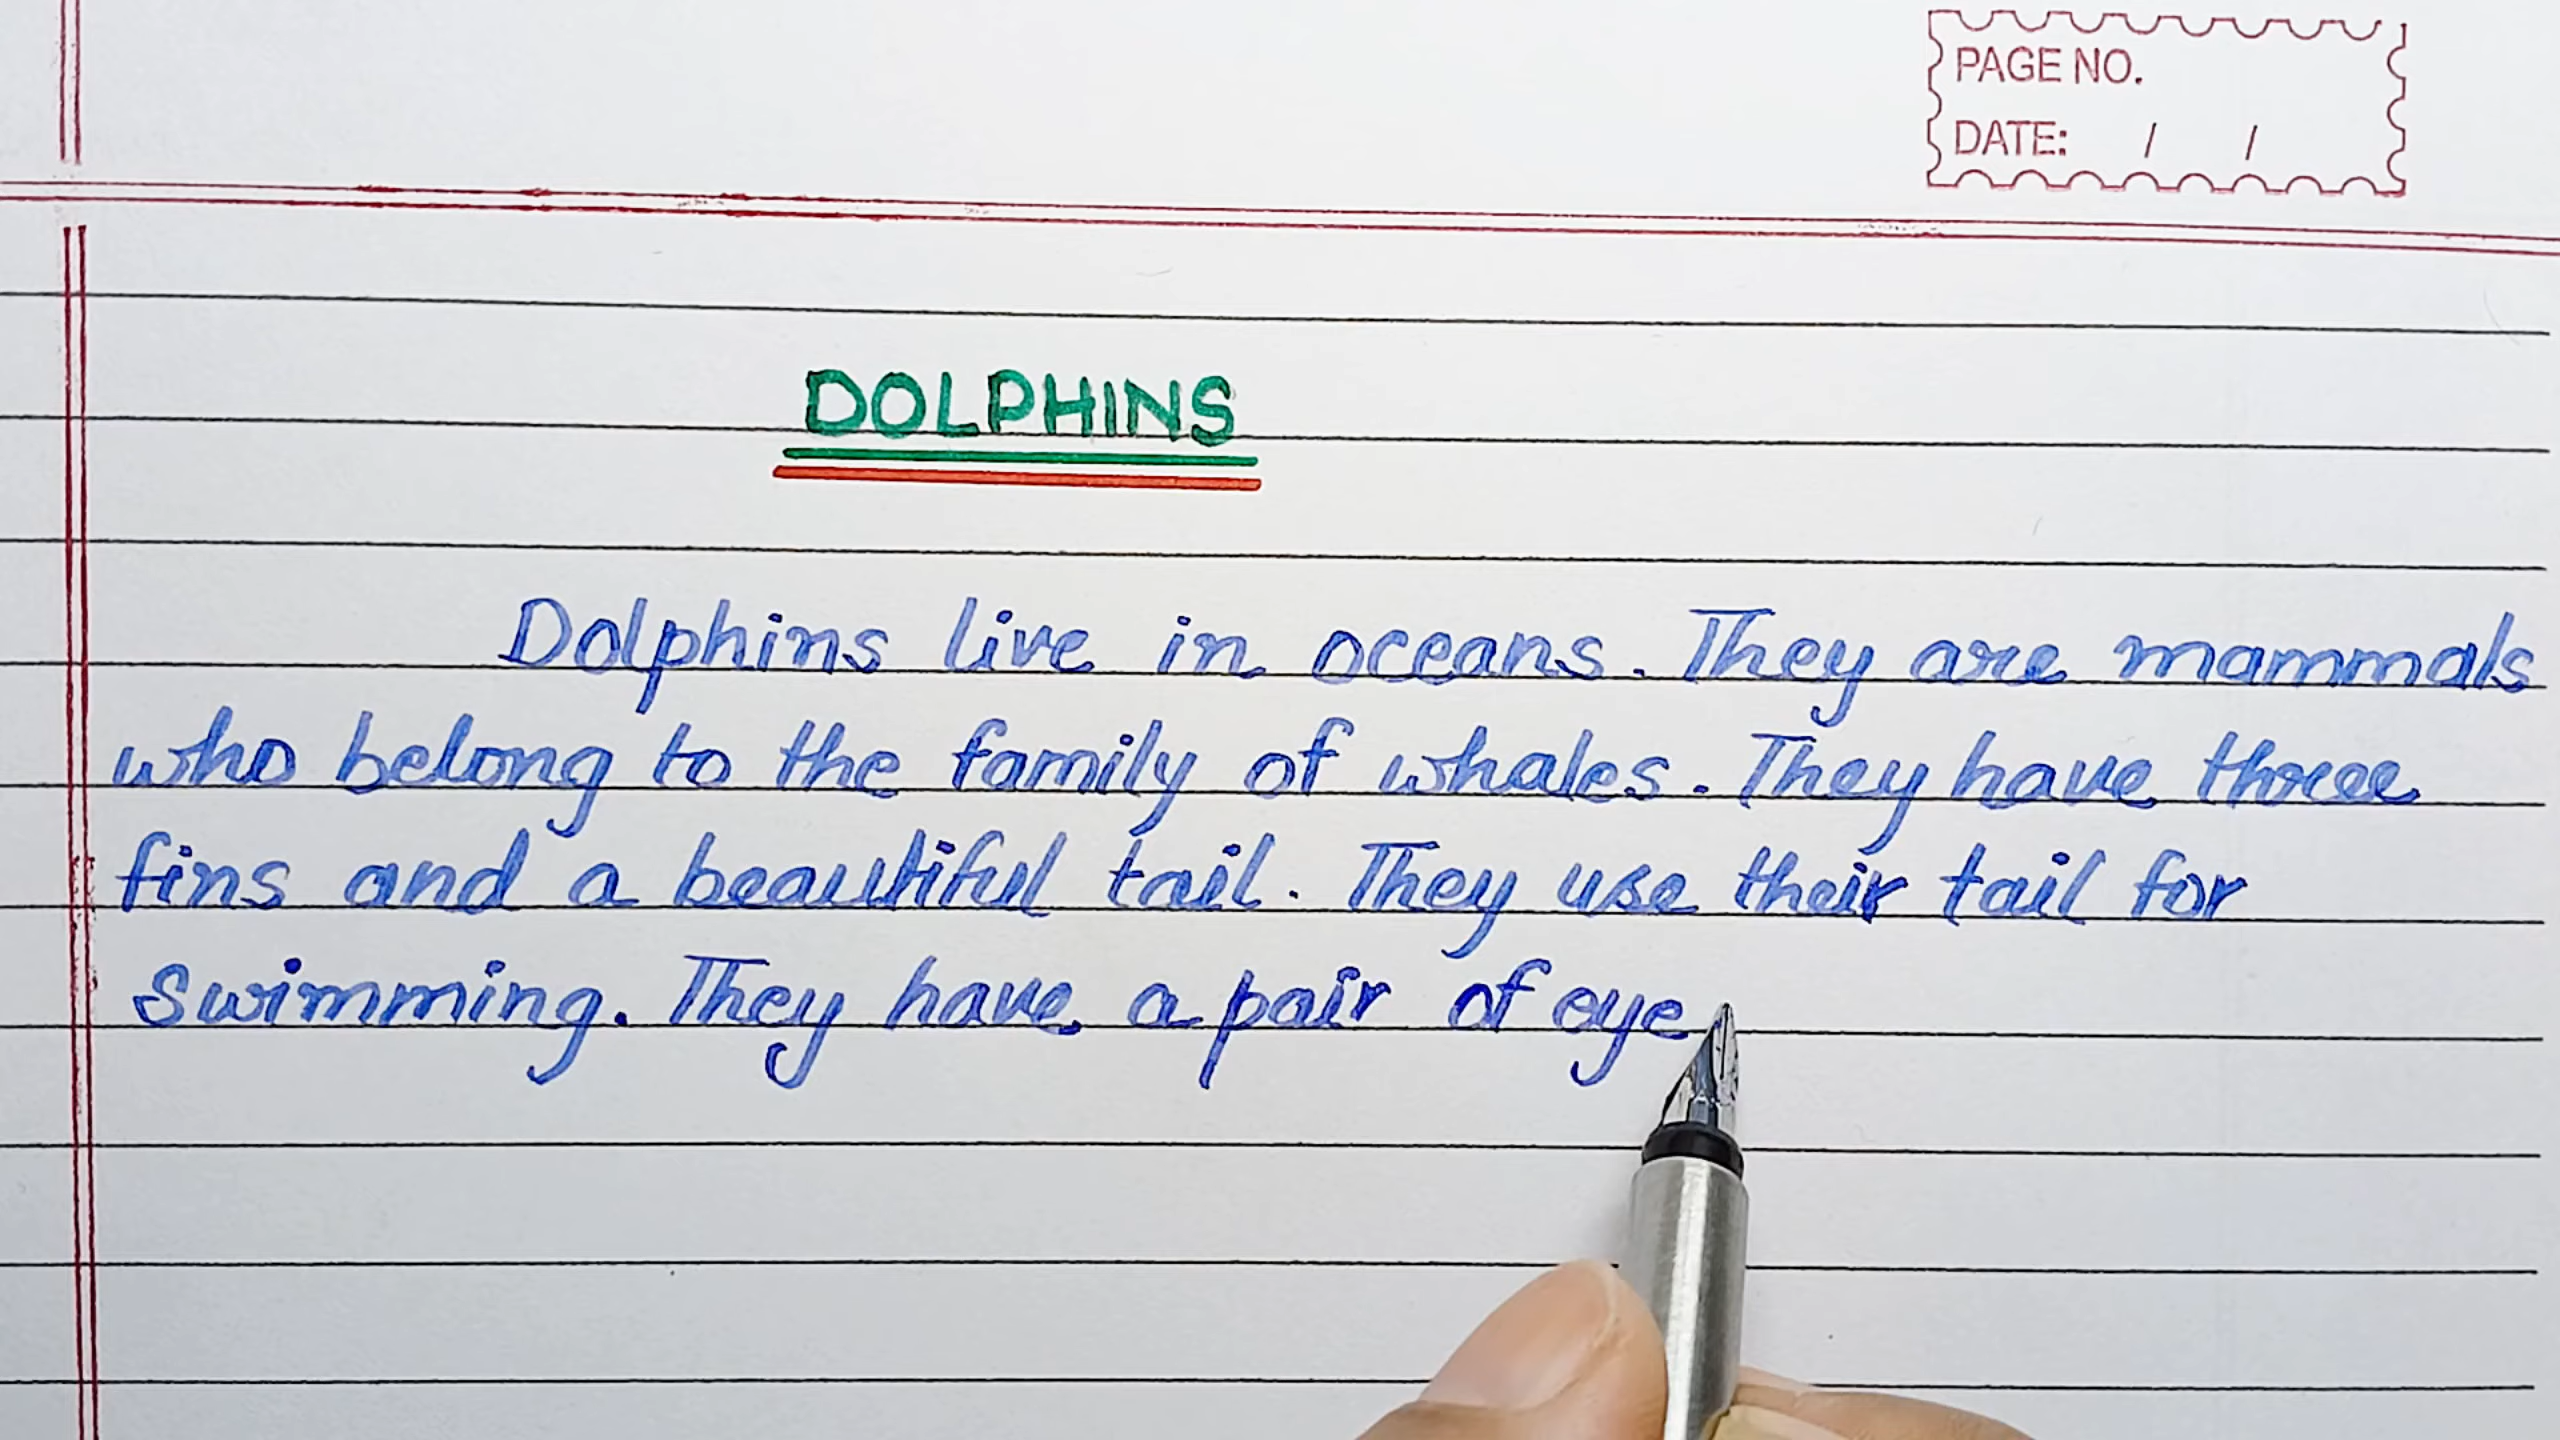 PAGE NO.
DATE: / /
DOLPHINS
Dolphins live in oceans. They are mammals
who belong to the family of whales. They have three
fins and a beautiful tail. They use their tail for
swimming. They have a pair of eye